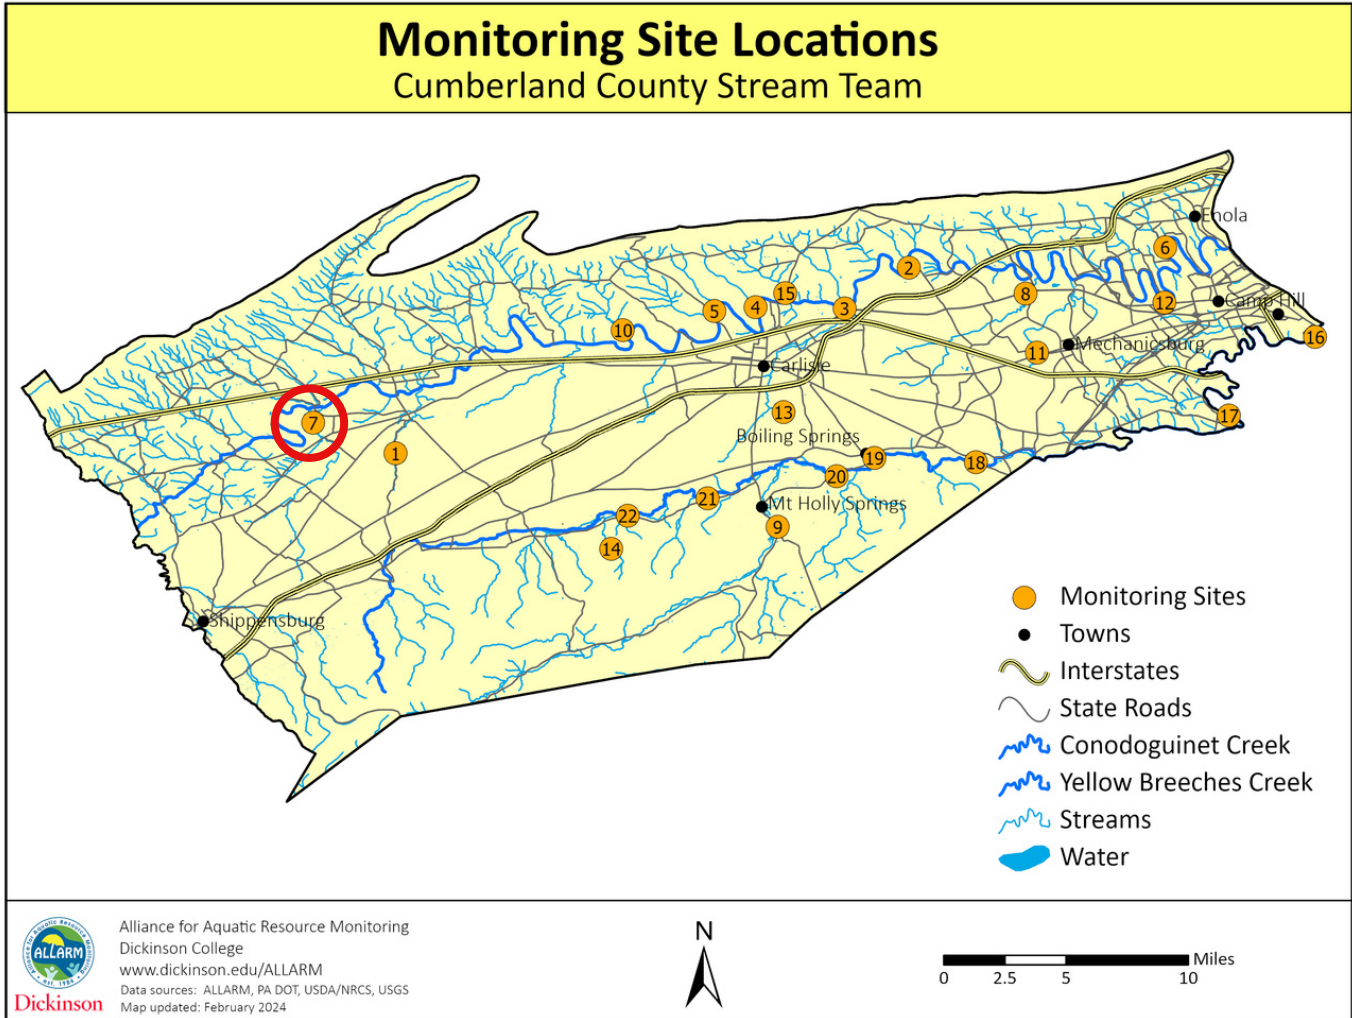 Monitoring Site Locations
Cumberland County Stream Team
Enola
6
2
8
15
4
5
3
12
Camp Hill
10
16
Mechanicsburg
11
Carlisle
13
17
7
Boiling Springs
1
19
18
20
21
Mt Holly Springs
22
9
14
Shippensburg
Monitoring Sites
Towns
Interstates
State Roads
Conodoguinet Creek
Yellow Breeches Creek
Streams
Water
ALLARM
Dickinson
Alliance for Aquatic Resource Monitoring
Dickinson College
www.dickinson.edu/ALLARM
Data sources: ALLARM, PA DOT, USDA/NRCS, USGS
Map updated: February 2024
N
Miles
0 2.5 5 10